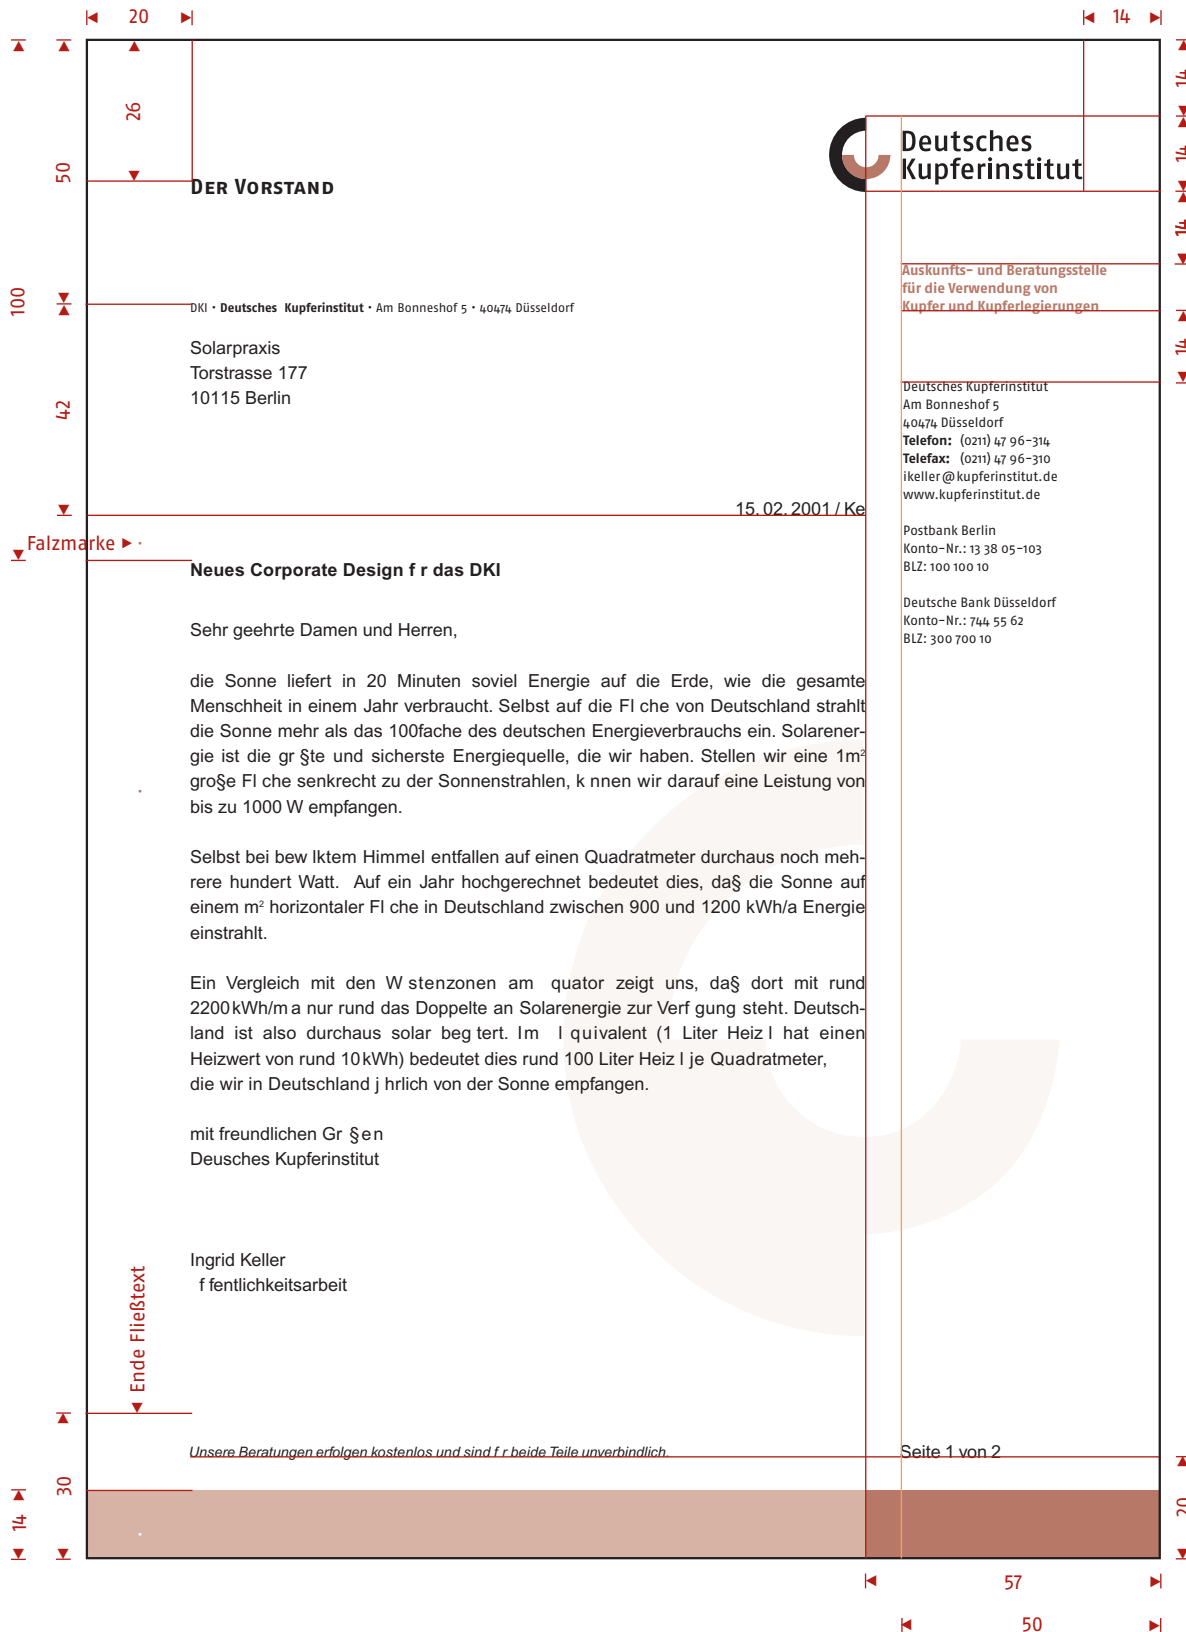 20
14
26
50
100
42
Deutsches
Kupferinstitut
DER VORSTAND
14
14
14
14
Auskunfts- und Beratungsstelle
für die Verwendung von
Kupfer und Kupferlegierungen
DKI · Deutsches Kupferinstitut · Am Bonneshof 5 · 40474 Düsseldorf
Solarpraxis
Torstrasse 177
10115 Berlin
Deutsches Kupferinstitut
Am Bonneshof 5
40474 Düsseldorf
Telefon: (0211) 47 96-314
Telefax: (0211) 47 96-310
ikeller@kupferinstitut.de
www.kupferinstitut.de
Postbank Berlin
Konto-Nr.: 13 38 05-103
BLZ: 100 100 10
Deutsche Bank Düsseldorf
Konto-Nr.: 744 55 62
BLZ: 300 700 10
15. 02. 2001 / Ke
Falzmarke
Neues Corporate Design f r das DKI
Sehr geehrte Damen und Herren,
die Sonne liefert in 20 Minuten soviel Energie auf die Erde, wie die gesamte
Menschheit in einem Jahr verbraucht. Selbst auf die Fl che von Deutschland strahlt
die Sonne mehr als das 100fache des deutschen Energieverbrauchs ein. Solarener-
gie ist die gr §te und sicherste Energiequelle, die wir haben. Stellen wir eine 1m²
gro§e Fl che senkrecht zu der Sonnenstrahlen, k nnen wir darauf eine Leistung von
bis zu 1000 W empfangen.
Selbst bei bew lktem Himmel entfallen auf einen Quadratmeter durchaus noch meh-
rere hundert Watt. Auf ein Jahr hochgerechnet bedeutet dies, da§ die Sonne auf
einem m² horizontaler Fl che in Deutschland zwischen 900 und 1200 kWh/a Energie
einstrahlt.
Ein Vergleich mit den W stenzonen am quator zeigt uns, da§ dort mit rund
2200 kWh/m a nur rund das Doppelte an Solarenergie zur Verf gung steht. Deutsch-
land ist also durchaus solar beg tert. Im l quivalent (1 Liter Heiz l hat einen
Heizwert von rund 10 kWh) bedeutet dies rund 100 Liter Heiz l je Quadratmeter,
die wir in Deutschland j hrlich von der Sonne empfangen.
mit freundlichen Gr §en
Deusches Kupferinstitut
Ingrid Keller
f fentlichkeitsarbeit
Ende Fließtext
Unsere Beratungen erfolgen kostenlos und sind f r beide Teile unverbindlich.
Seite 1 von 2
30
14
20
57
50